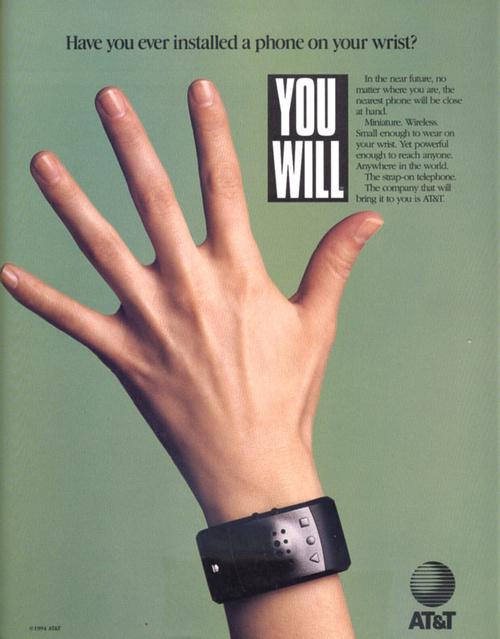 Have you ever installed a phone on your wrist?
YOU
WILL
In the near future, no
matter where you are, the
nearest phone will be close
at hand.
Miniature. Wireless.
Small enough to wear on
your wrist. Yet powerful
enough to reach anyone.
Anywhere in the world.
The strap-on telephone.
The company that will
bring it to you is AT&T.
©1994 AT&T
AT&T